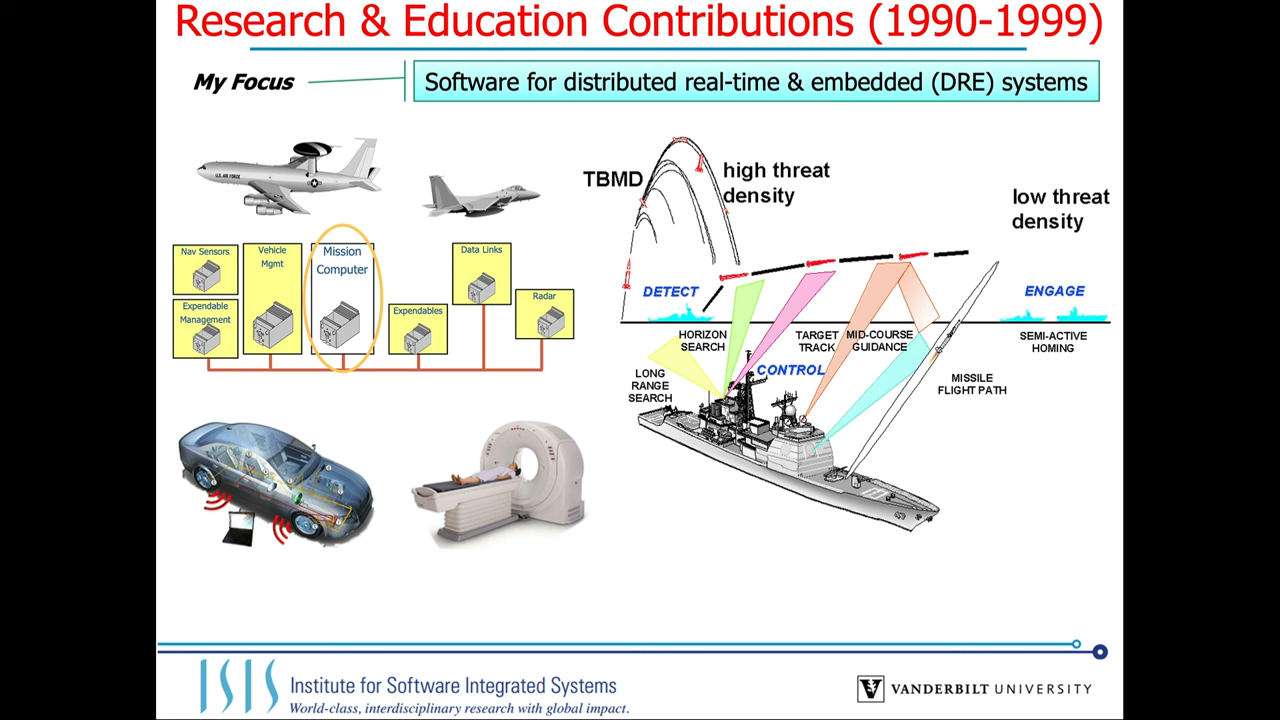 Research & Education Contributions (1990-1999)
My Focus
Software for distributed real-time & embedded (DRE) systems
U.S. AIR FORCE
Nav Sensors
Vehicle
Mgmt
Mission
Computer
Data Links
Expendable
Management
Expendables
Radar
TBMD
high threat
density
low threat
density
DETECT
ENGAGE
HORIZON
SEARCH
TARGET
TRACK
MID-COURSE
GUIDANCE
SEMI-ACTIVE
HOMING
LONG
RANGE
SEARCH
CONTROL
MISSILE
FLIGHT PATH
ISIS
Institute for Software Integrated Systems
World-class, interdisciplinary research with global impact.
V
VANDERBILT UNIVERSITY